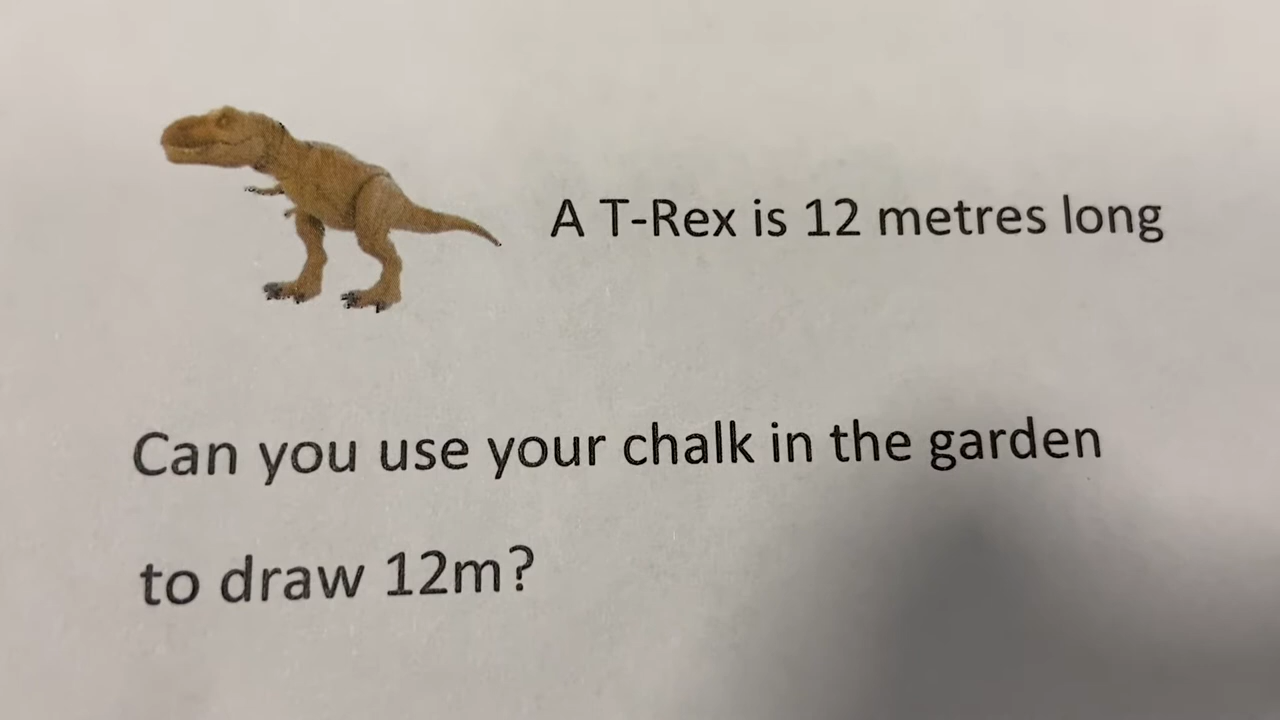 A T-Rex is 12 metres long
Can you use your chalk in the garden
to draw 12m?